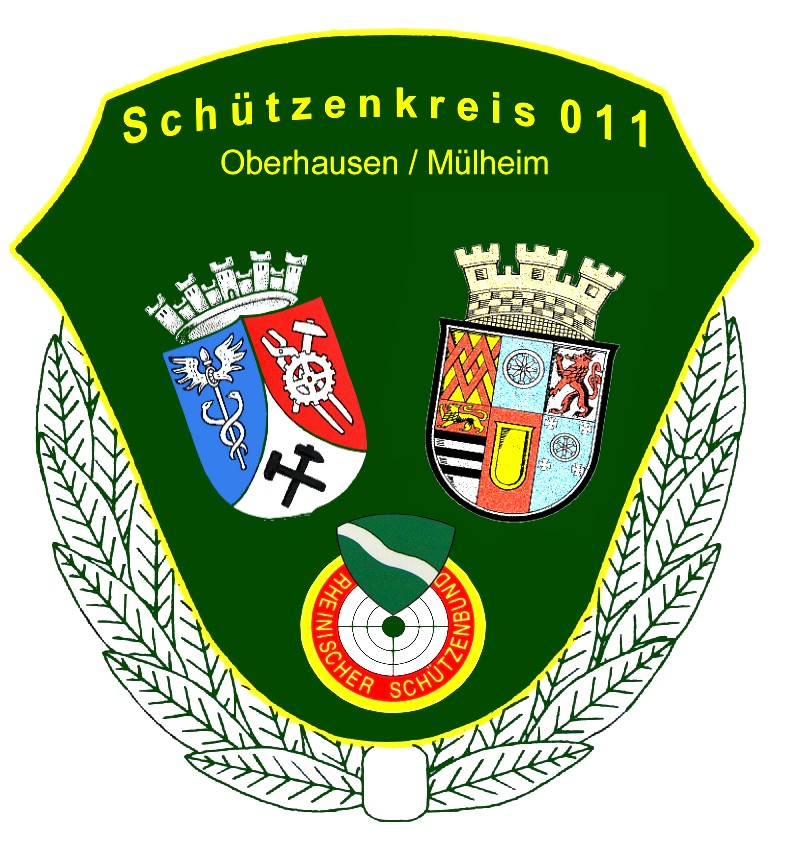 Schützenkreis 011
Oberhausen / Mülheim
RHEINISCHER SCHÜTZENBUND